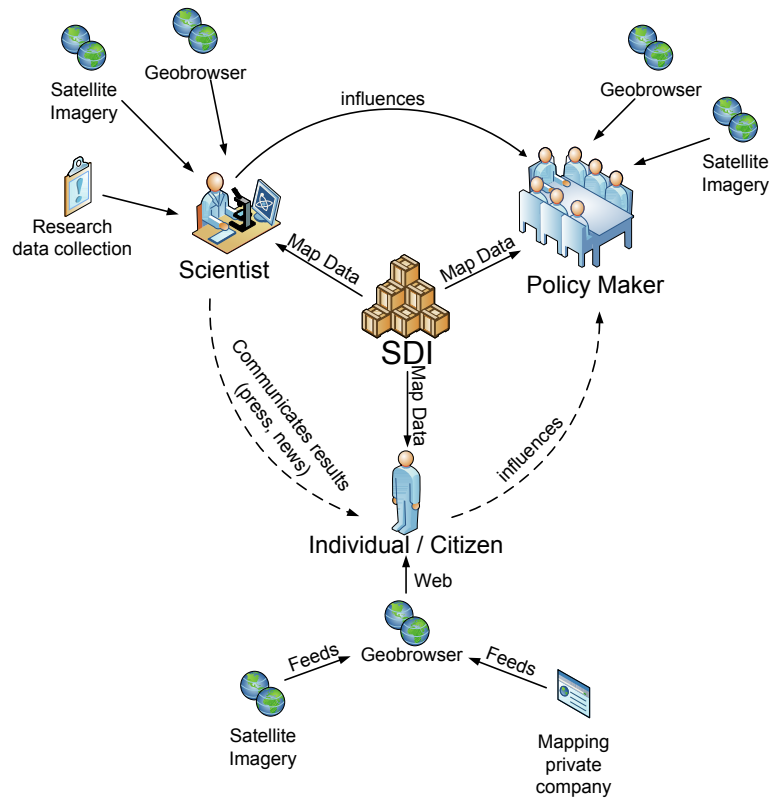 Satellite
Imagery
Geobrowser
influences
Geobrowser
Satellite
Imagery
Research
data collection
Scientist
Map Data
Map Data
Policy Maker
SDI
Map Data
Communicates results
(press, news)
influences
Individual / Citizen
Web
Geobrowser
Feeds
Feeds
Satellite
Imagery
Mapping
private
company